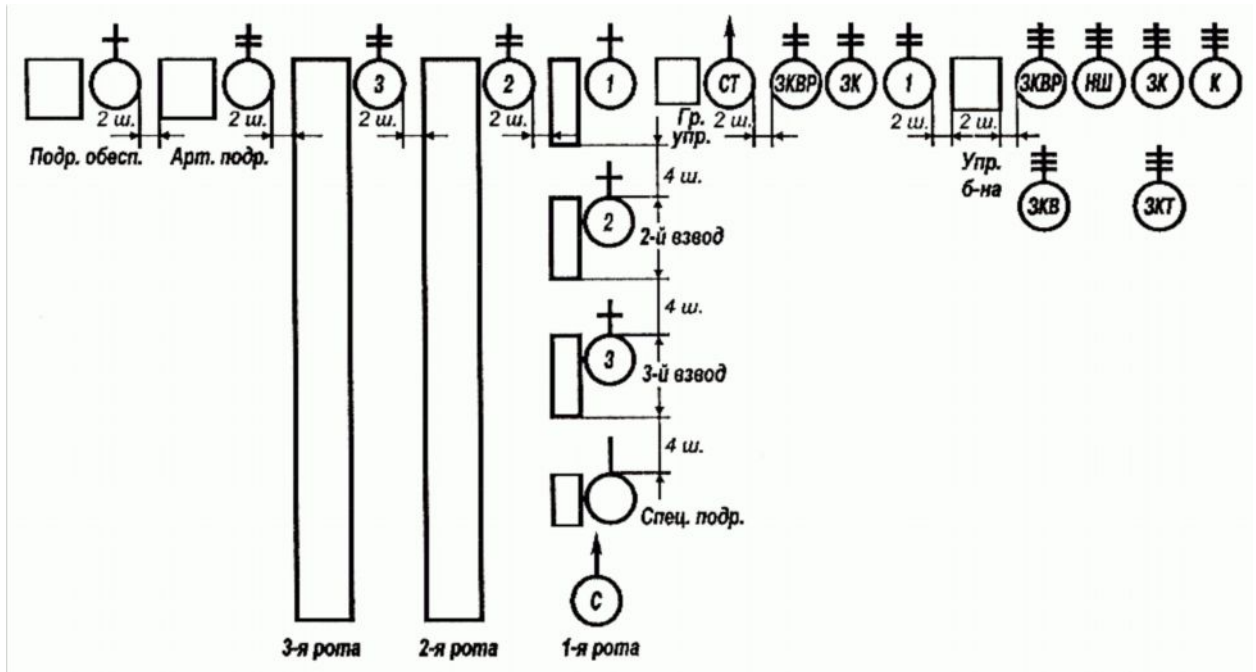 3 2 1 СТ ЗКВР ЗК 1 ЗКВР НШ ЗК К
2 ш. 2 ш. 2 ш. 2 ш. Гр. упр. 2 ш. 2 ш. 2 ш.
Подр. обесп. Арт. подр.
4 ш.
Упр. б-на
ЗКВ ЗКТ
2
2-й взвод
4 ш.
3
3-й взвод
4 ш.
Спец. подр.
С
3-я рота 2-я рота 1-я рота